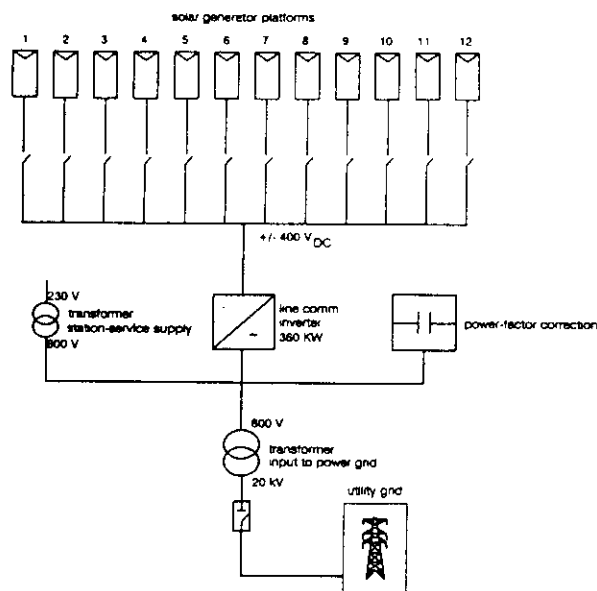 solar generator platforms
1 2 3 4 5 6 7 8 9 10 11 12
+/- 400 V DC
230 V
transformer
station-service supply
600 V
line comm
inverter
360 KW
power-factor correction
600 V
transformer
input to power grid
20 kV
utility grid